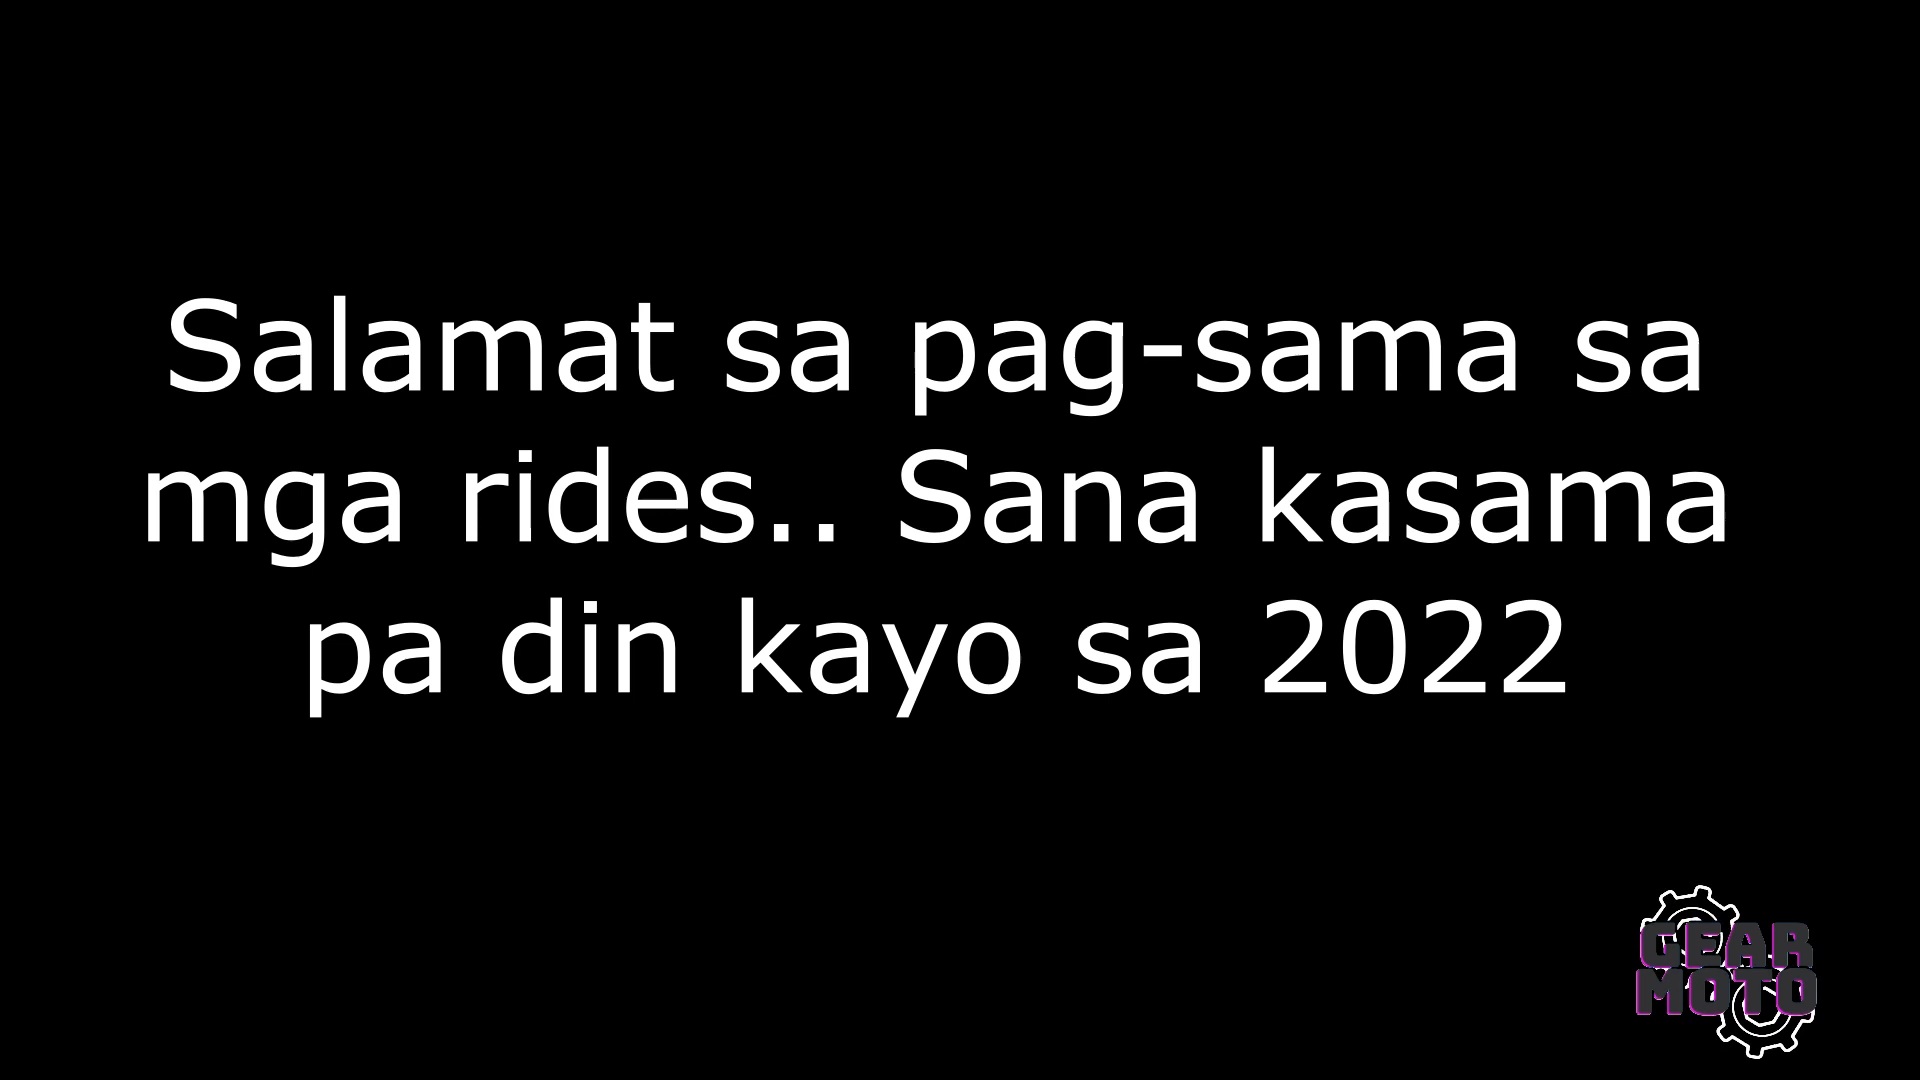 Salamat sa pag-sama sa
mga rides.. Sana kasama
pa din kayo sa 2022
GEAR
MOTO